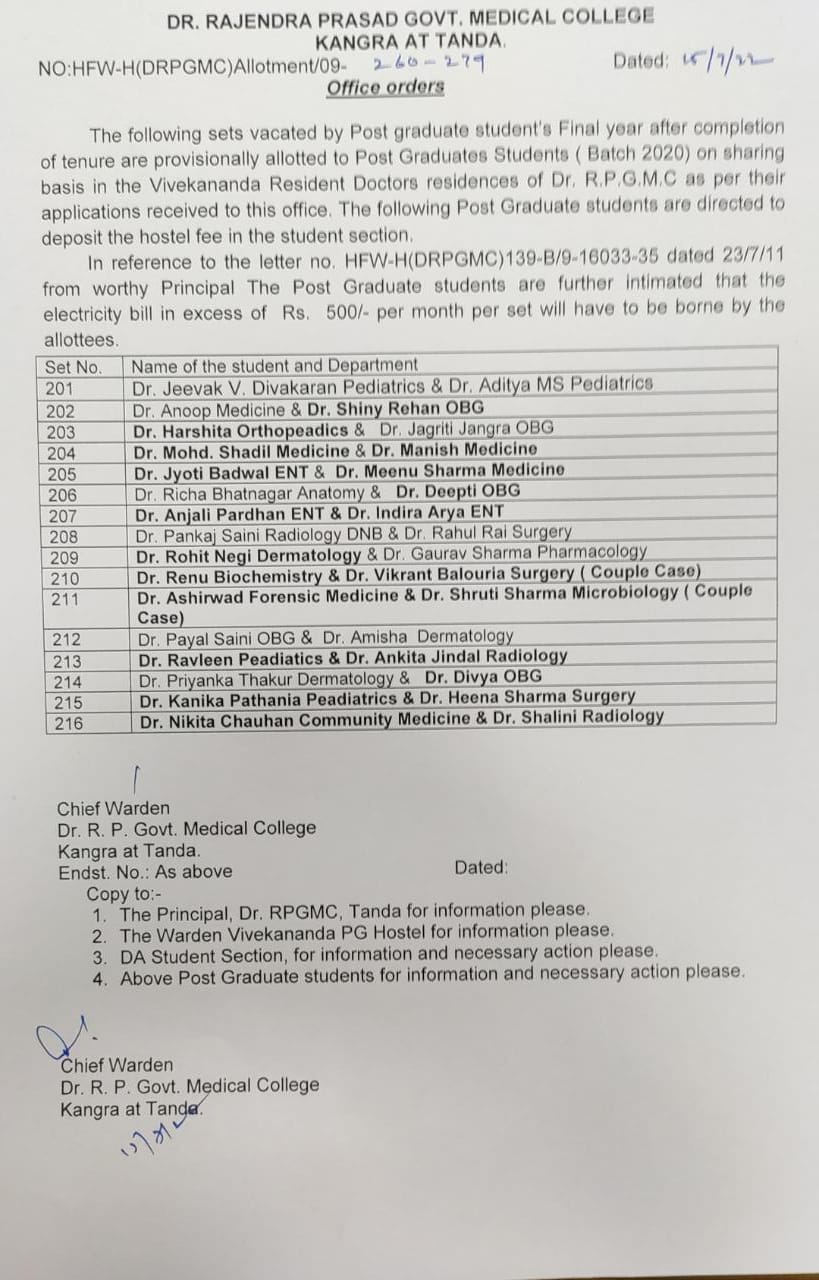 DR. RAJENDRA PRASAD GOVT. MEDICAL COLLEGE
KANGRA AT TANDA.
NO:HFW-H(DRPGMC)Allotment/09- 260-279 Dated: 15/7/22
Office orders
The following sets vacated by Post graduate student's Final year after completion
of tenure are provisionally allotted to Post Graduates Students ( Batch 2020) on sharing
basis in the Vivekananda Resident Doctors residences of Dr. R.P.G.M.C as per their
applications received to this office. The following Post Graduate students are directed to
deposit the hostel fee in the student section.
In reference to the letter no. HFW-H(DRPGMC)139-B/9-16033-35 dated 23/7/11
from worthy Principal The Post Graduate students are further intimated that the
electricity bill in excess of Rs. 500/- per month per set will have to be borne by the
allottees.
Set No. Name of the student and Department
201 Dr. Jeevak V. Divakaran Pediatrics & Dr. Aditya MS Pediatrics
202 Dr. Anoop Medicine & Dr. Shiny Rehan OBG
203 Dr. Harshita Orthopeadics & Dr. Jagriti Jangra OBG
204 Dr. Mohd. Shadil Medicine & Dr. Manish Medicine
205 Dr. Jyoti Badwal ENT & Dr. Meenu Sharma Medicine
206 Dr. Richa Bhatnagar Anatomy & Dr. Deepti OBG
207 Dr. Anjali Pardhan ENT & Dr. Indira Arya ENT
208 Dr. Pankaj Saini Radiology DNB & Dr. Rahul Rai Surgery
209 Dr. Rohit Negi Dermatology & Dr. Gaurav Sharma Pharmacology
210 Dr. Renu Biochemistry & Dr. Vikrant Balouria Surgery ( Couple Case)
211 Dr. Ashirwad Forensic Medicine & Dr. Shruti Sharma Microbiology ( Couple
Case)
212 Dr. Payal Saini OBG & Dr. Amisha Dermatology
213 Dr. Ravleen Peadiatics & Dr. Ankita Jindal Radiology
214 Dr. Priyanka Thakur Dermatology & Dr. Divya OBG
215 Dr. Kanika Pathania Peadiatrics & Dr. Heena Sharma Surgery
216 Dr. Nikita Chauhan Community Medicine & Dr. Shalini Radiology
Chief Warden
Dr. R. P. Govt. Medical College
Kangra at Tanda.
Endst. No.: As above Dated:
Copy to:-
1. The Principal, Dr. RPGMC, Tanda for information please.
2. The Warden Vivekananda PG Hostel for information please.
3. DA Student Section, for information and necessary action please.
4. Above Post Graduate students for information and necessary action please.
Chief Warden
Dr. R. P. Govt. Medical College
Kangra at Tanda.